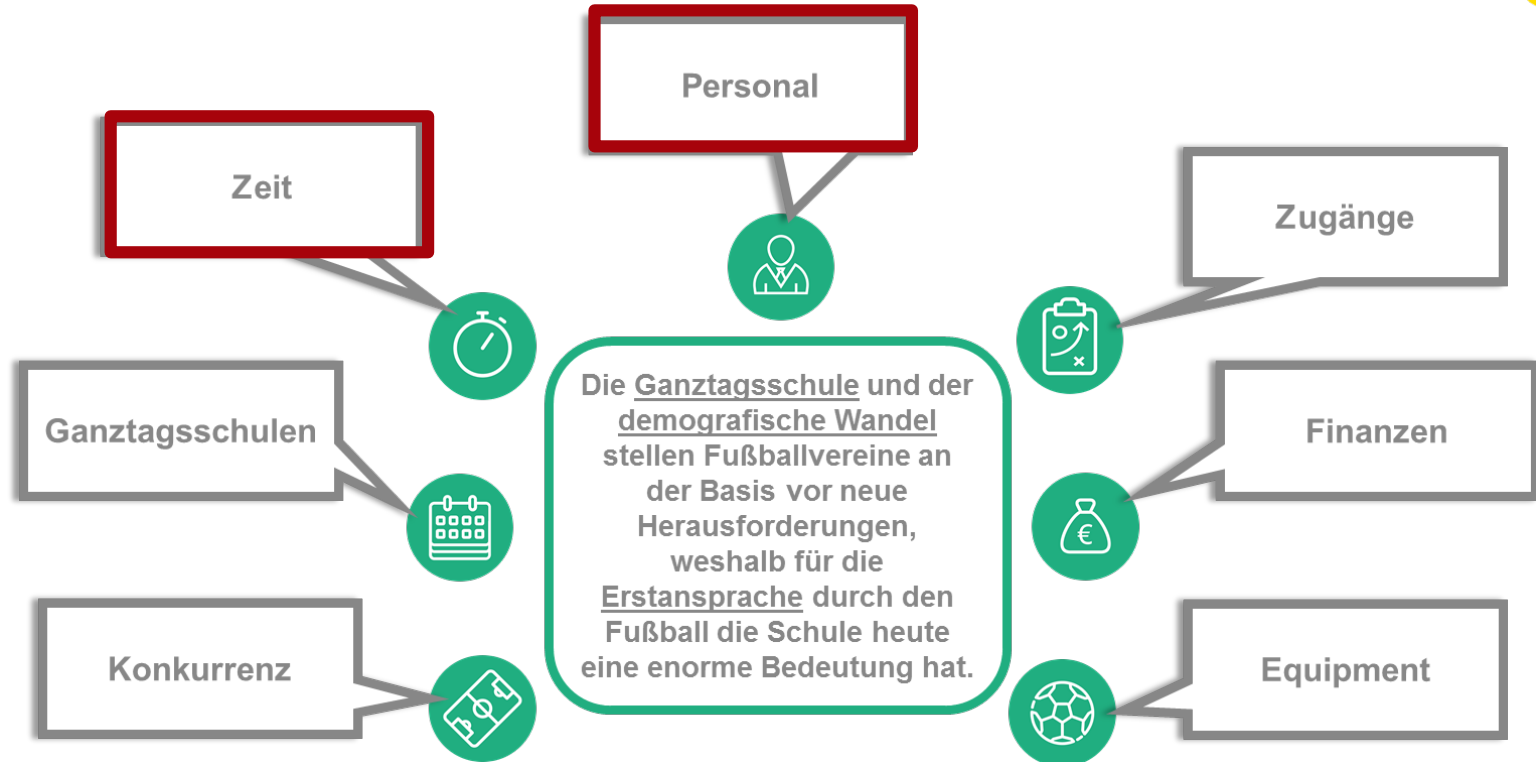 Personal
Zeit
Zugänge
Ganztagsschulen
Finanzen
Konkurrenz
Equipment
Die Ganztagsschule und der
demografische Wandel
stellen Fußballvereine an
der Basis vor neue
Herausforderungen,
weshalb für die
Erstansprache durch den
Fußball die Schule heute
eine enorme Bedeutung hat.
€